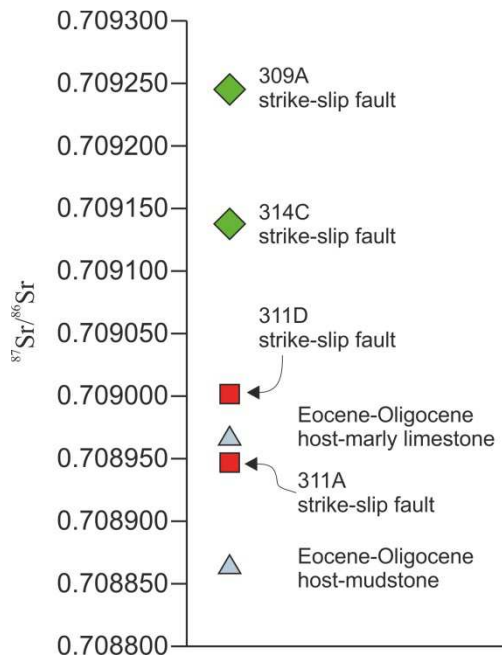 0.709300
0.709250
0.709200
0.709150
0.709100
0.709050
0.709000
0.708950
0.708900
0.708850
0.708800
⁸⁷Sr/⁸⁶Sr
309A
strike-slip fault
314C
strike-slip fault
311D
strike-slip fault
Eocene-Oligocene
host-marly limestone
311A
strike-slip fault
Eocene-Oligocene
host-mudstone